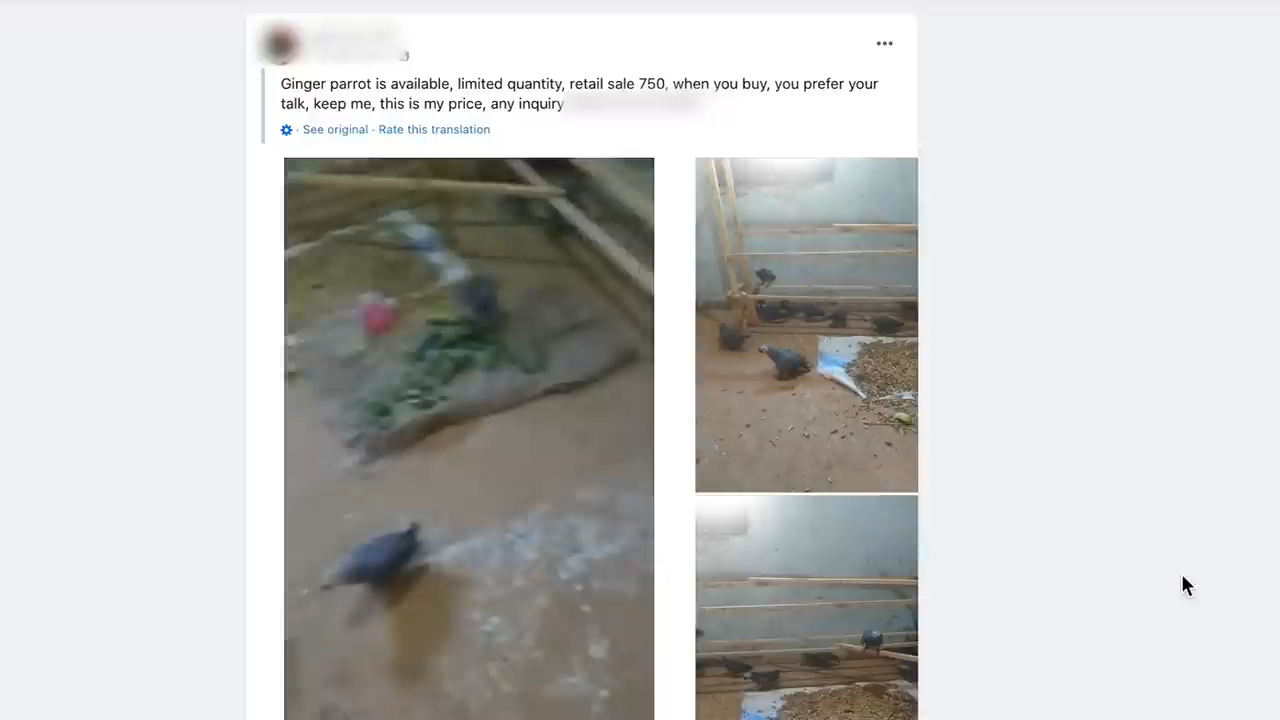 Ginger parrot is available, limited quantity, retail sale 750, when you buy, you prefer your
talk, keep me, this is my price, any inquiry
· See original · Rate this translation